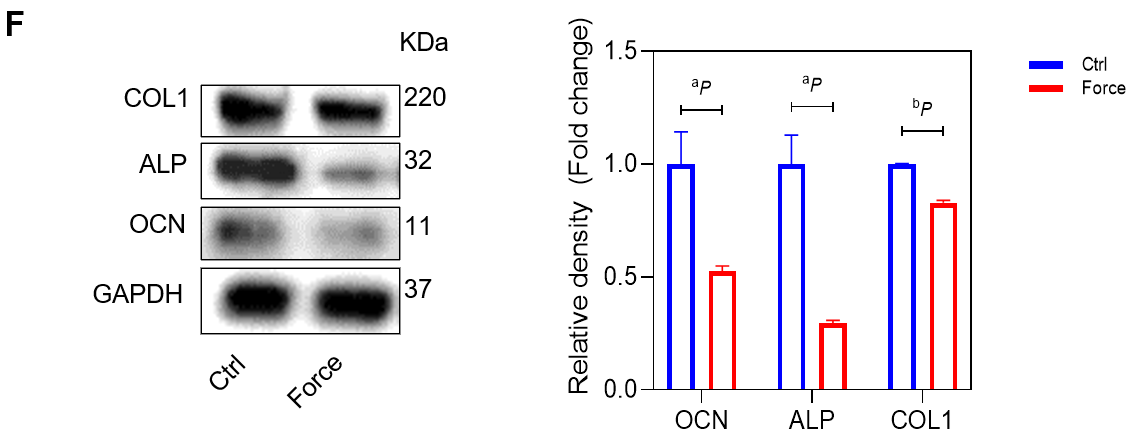 F
KDa
COL1
220
ALP
32
OCN
11
GAPDH
37
Ctrl
Force
Relative density (Fold change)
1.5
1.0
0.5
0.0
aP
aP
bP
OCN
ALP
COL1
Ctrl
Force